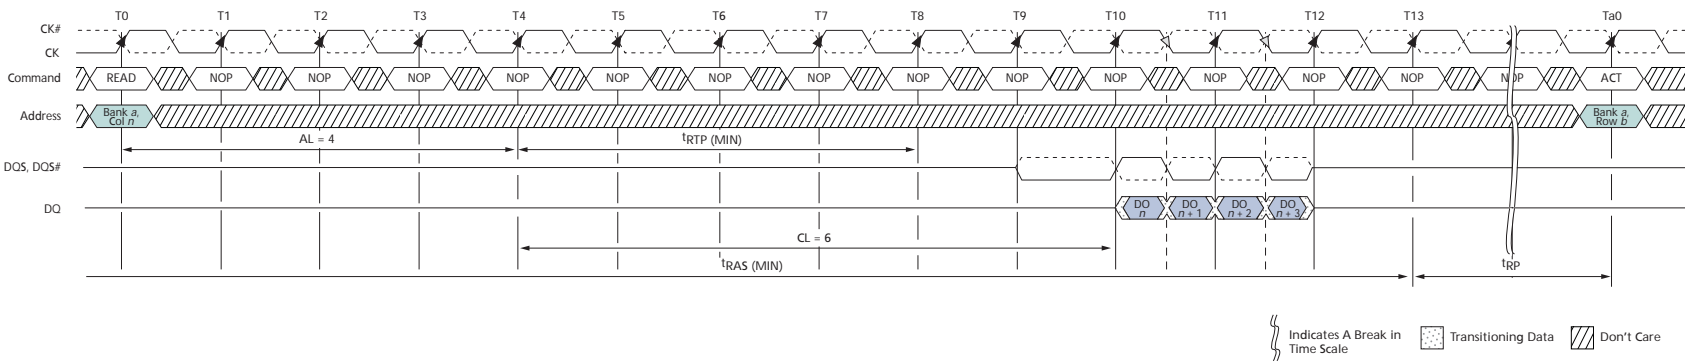 T0 T1 T2 T3 T4 T5 T6 T7 T8 T9 T10 T11 T12 T13 Ta0
CK#
CK
Command READ NOP NOP NOP NOP NOP NOP NOP NOP NOP NOP NOP NOP NOP NOP ACT
Address Bank a, Col n Bank a, Row b
AL = 4 tRTP (MIN)
DQS, DQS#
DQ DO n DO n + 1 DO n + 2 DO n + 3
CL = 6
tRAS (MIN) tRP
Indicates A Break in
Time Scale
Transitioning Data
Don't Care